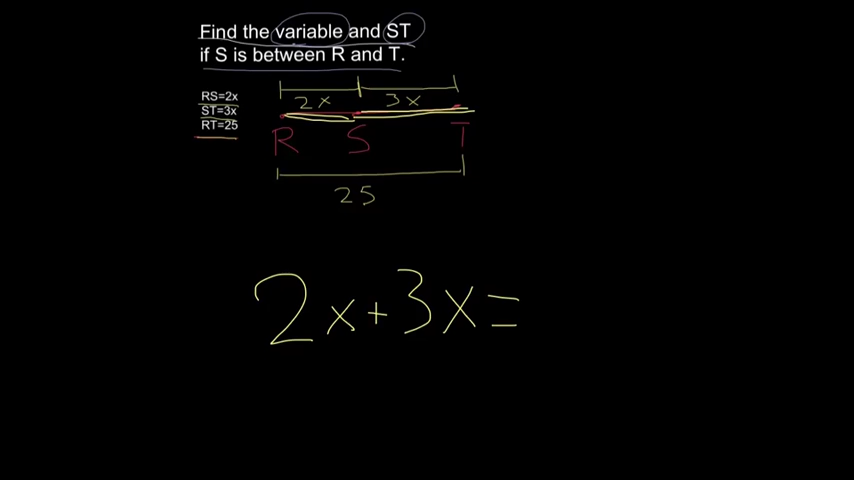 Find the variable and ST
if S is between R and T.
RS=2x
ST=3x
RT=25
2x 3x
R S T
25
2x+3x=